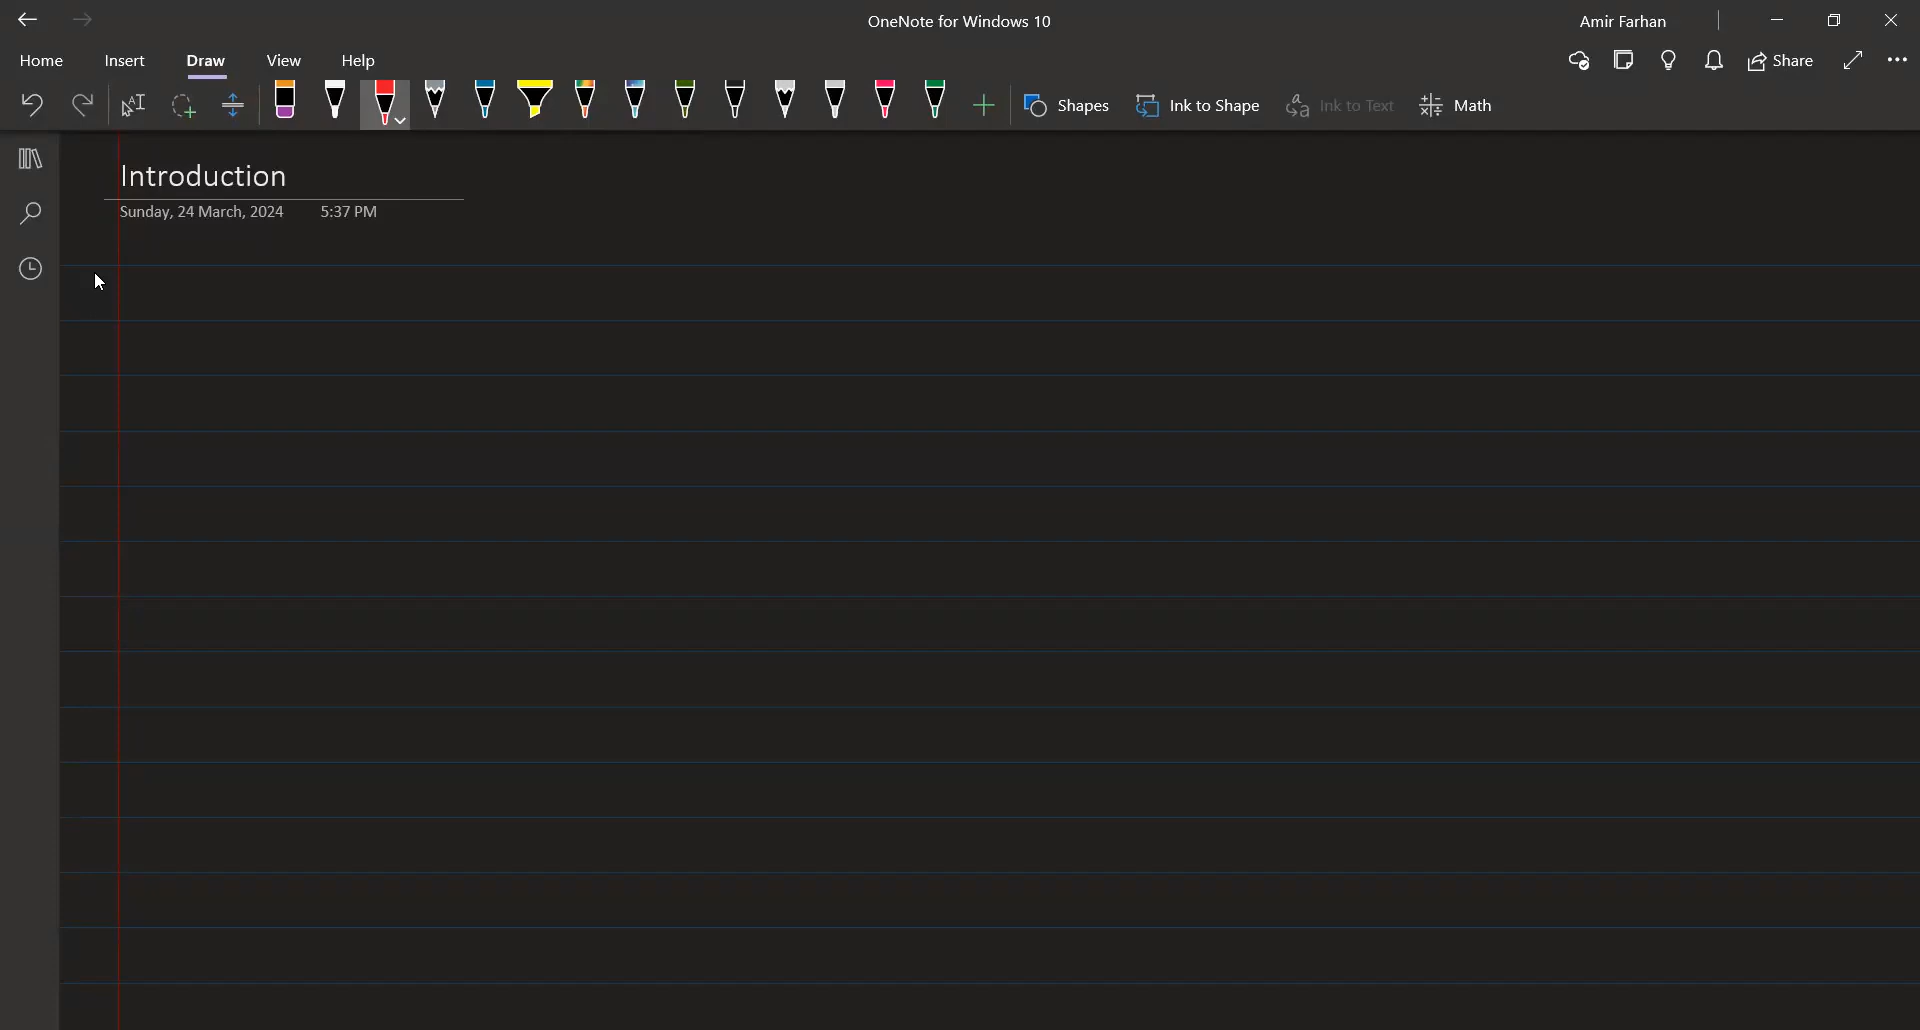 OneNote for Windows 10
Amir Farhan
Home Insert Draw View Help
Share
Shapes Ink to Shape Ink to Text Math
Introduction
Sunday, 24 March, 2024 5:37 PM